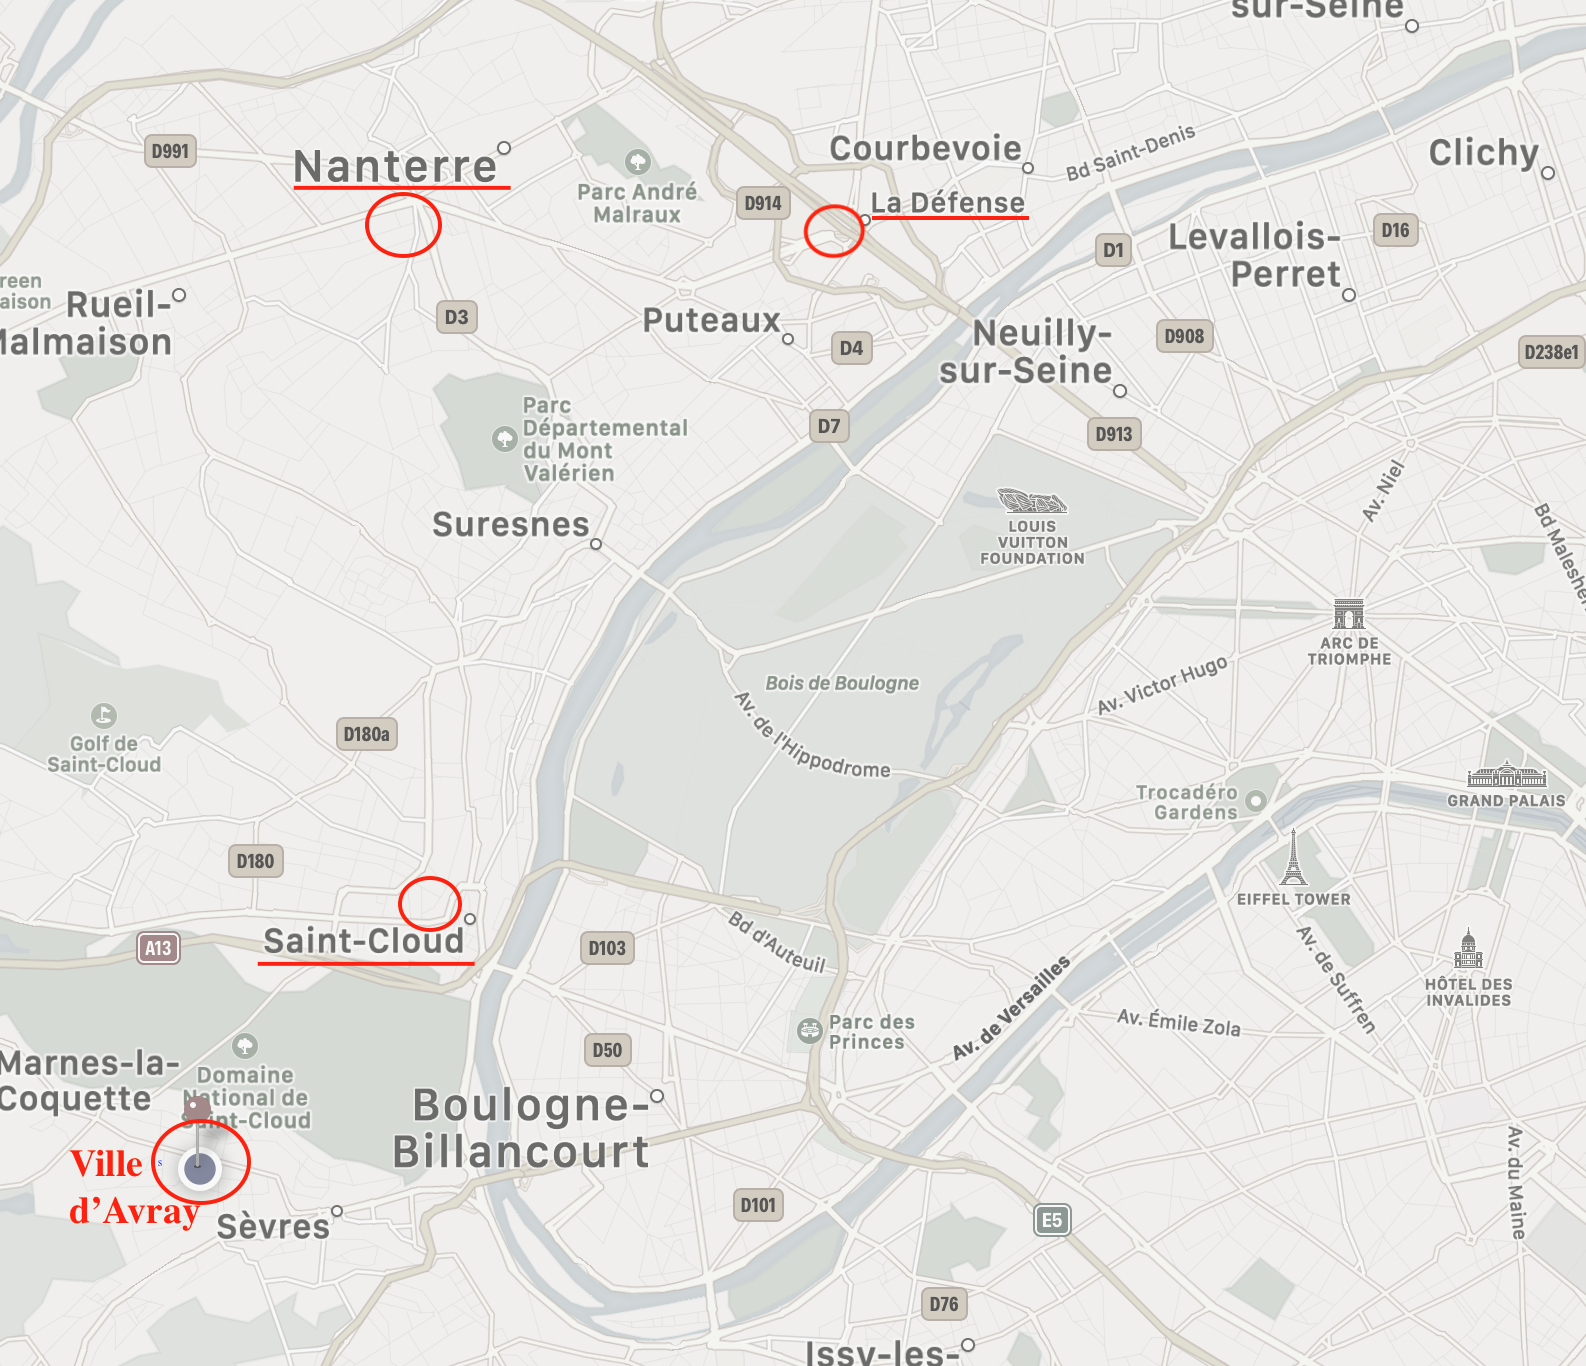 sur-Seine
D991
Nanterre
Parc André
Malraux
Courbevoie
Bd Saint-Denis
Clichy
D914
La Défense
D16
Levallois-
Perret
D1
reen
aison
Rueil-
Malmaison
D3
Puteaux
D4
Neuilly-
sur-Seine
D908
D238e1
Parc
Départemental
du Mont
Valérien
D7
D913
Av. Niel
Suresnes
LOUIS
VUITTON
FOUNDATION
Bd Malesher
ARC DE
TRIOMPHE
Bois de Boulogne
Av. Victor Hugo
Golf de
Saint-Cloud
D180a
Av. de l'Hippodrome
Trocadéro
Gardens
GRAND PALAIS
D180
EIFFEL TOWER
A13
Saint-Cloud
D103
Bd d'Auteuil
Av. de Versailles
Av. de Suffren
HÔTEL DES
INVALIDES
Parc des
Princes
Av. Émile Zola
D50
Marnes-la-
Coquette
Domaine
National de
Saint-Cloud
Boulogne-
Billancourt
Ville s
d'Avray
Sèvres
D101
E5
Av. du Maine
D76
Issy-les-